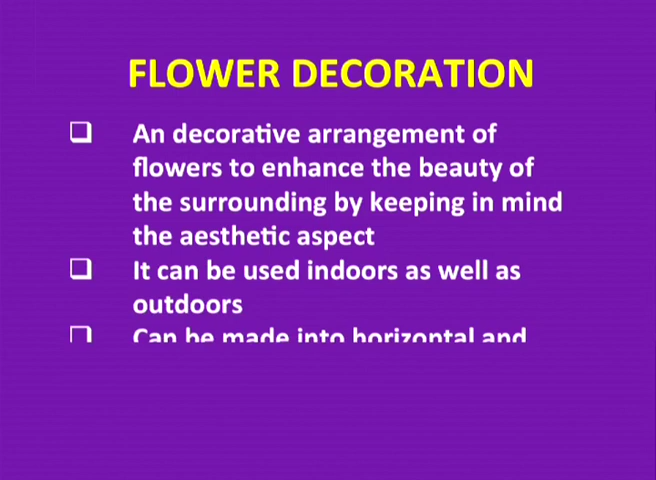 FLOWER DECORATION
❑ An decorative arrangement of
flowers to enhance the beauty of
the surrounding by keeping in mind
the aesthetic aspect
❑ It can be used indoors as well as
outdoors
❑ Can be made into horizontal and